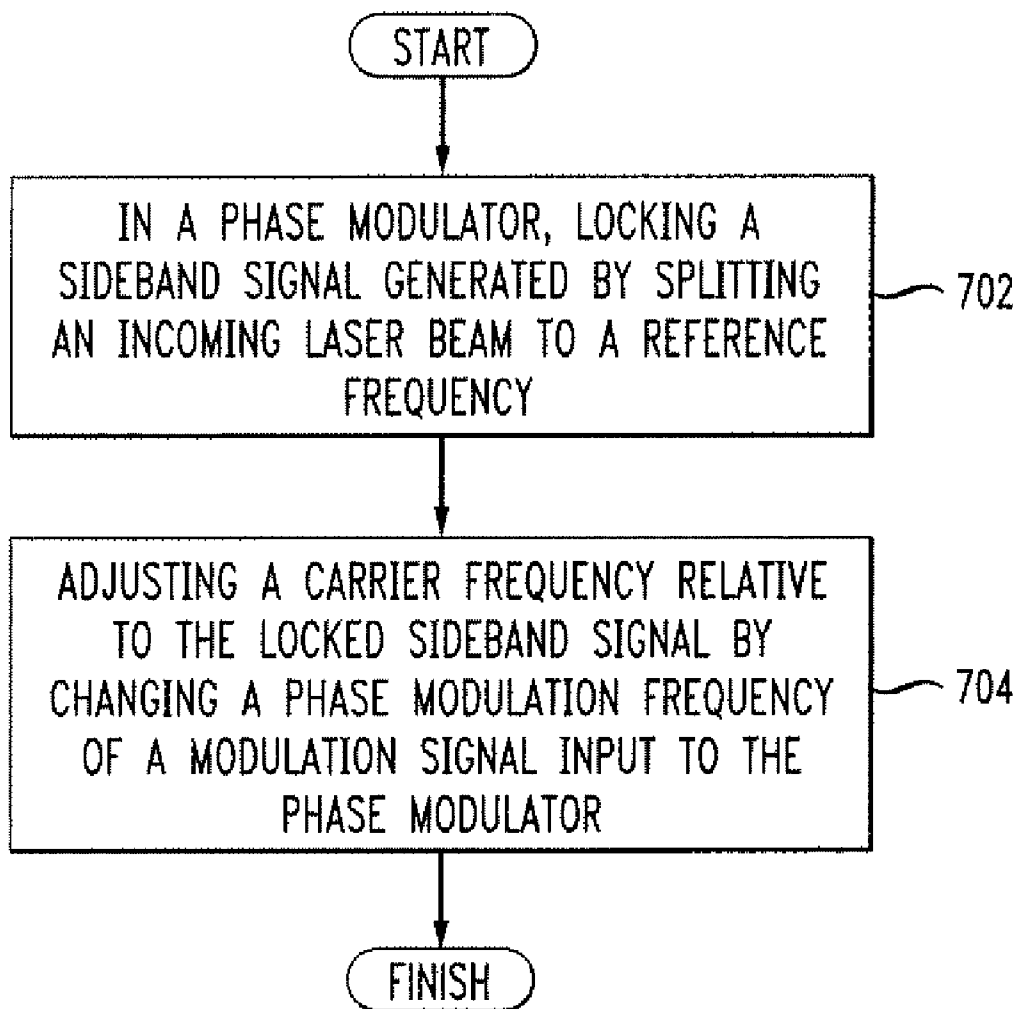 START
IN A PHASE MODULATOR, LOCKING A
SIDEBAND SIGNAL GENERATED BY SPLITTING
AN INCOMING LASER BEAM TO A REFERENCE
FREQUENCY
702
ADJUSTING A CARRIER FREQUENCY RELATIVE
TO THE LOCKED SIDEBAND SIGNAL BY
CHANGING A PHASE MODULATION FREQUENCY
OF A MODULATION SIGNAL INPUT TO THE
PHASE MODULATOR
704
FINISH